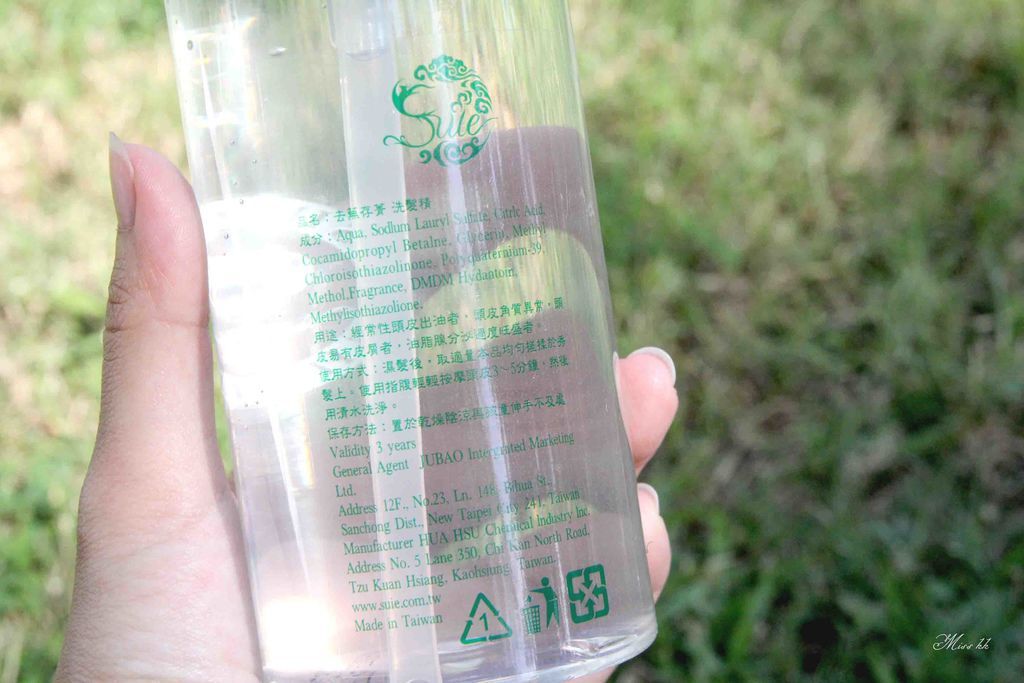 Suie
品名：去無存菁 洗髮精
成分：Aqua, Sodium Lauryl Sulfate, Citric Acid,
Cocamidopropyl Betalne, Glycerin, Methyl
Chloroisothiazolinone, Polyquaternium-39,
Methol,Fragrance, DMDM Hydantoin,
Methylisothiazolione.
用途：經常性頭皮出油者，頭皮角質異常，頭
皮易有皮屑者，油脂腺分泌過度旺盛者。
使用方式：濕髮後，取適量本品均勻搓揉於秀
髮上。使用指腹輕輕按摩頭皮3～5分鐘，然後
用清水洗淨。
保存方法：置於乾燥陰涼與孩童伸手不及處
Validity 3 years
General Agent JUBAO Intergrated Marketing
Ltd.
Address 12F., No.23, Ln. 148, Bihua St.,
Sanchong Dist., New Taipei City 241, Taiwan
Manufacturer HUA HSU Chemical Industry Inc.
Address No. 5 Lane 350, Chi Kan North Road,
Tzu Kuan Hsiang, Kaohsiung, Taiwan.
www.suie.com.tw
Made in Taiwan
1
Miss kk